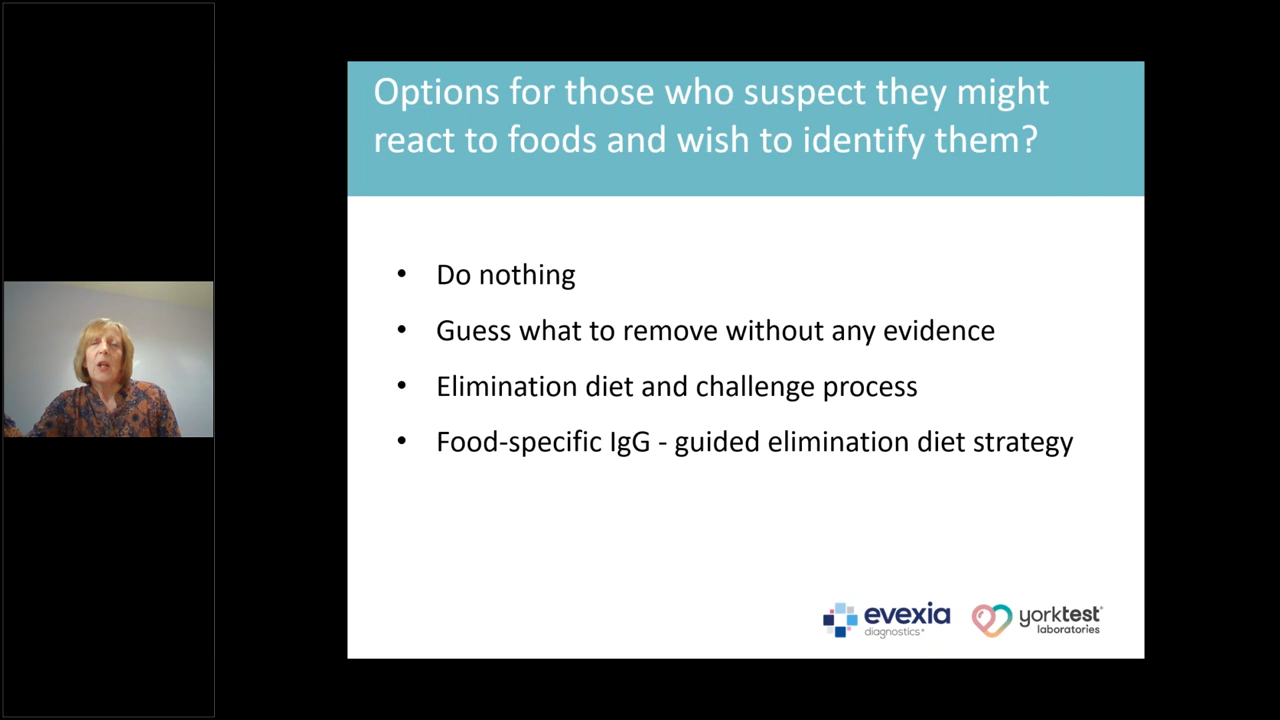 Options for those who suspect they might
react to foods and wish to identify them?
• Do nothing
• Guess what to remove without any evidence
• Elimination diet and challenge process
• Food-specific IgG - guided elimination diet strategy
evexia
diagnostics
yorktest
laboratories